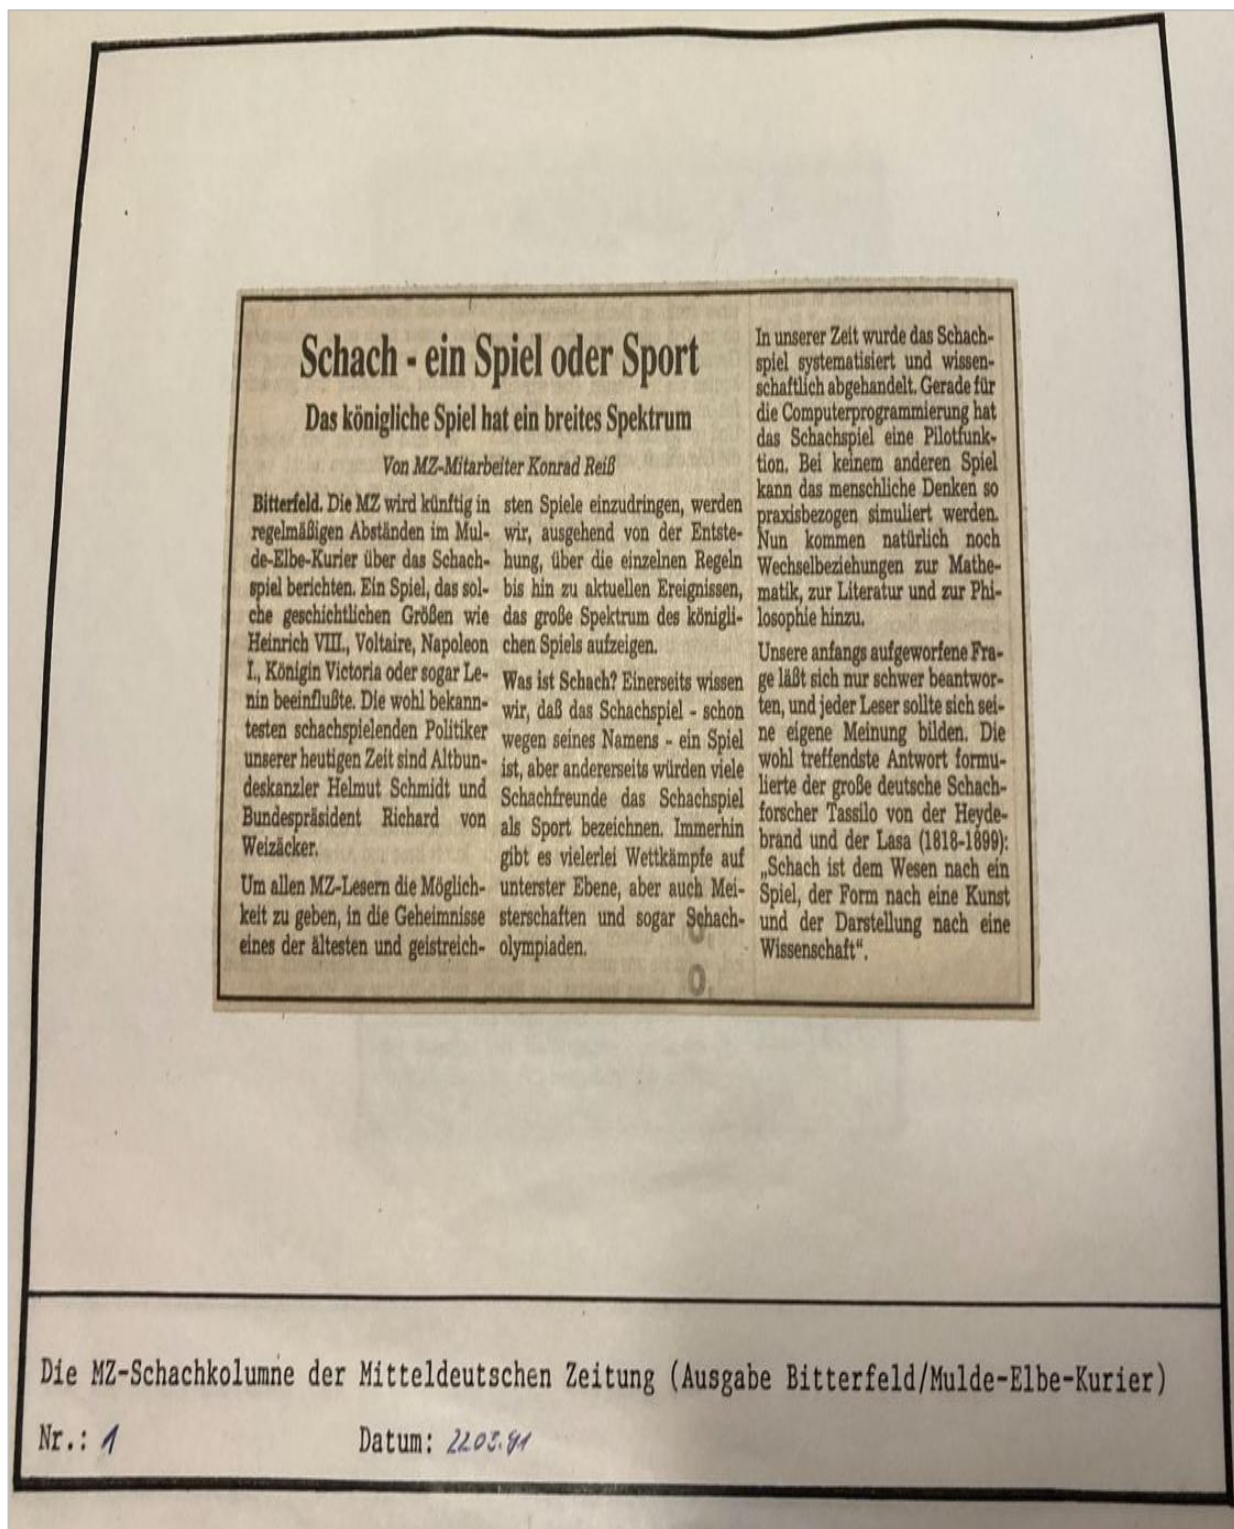 Schach - ein Spiel oder Sport
Das königliche Spiel hat ein breites Spektrum
Von MZ-Mitarbeiter Konrad Reiß
Bitterfeld. Die MZ wird künftig in
regelmäßigen Abständen im Mul-
de-Elbe-Kurier über das Schach-
spiel berichten. Ein Spiel, das sol-
che geschichtlichen Größen wie
Heinrich VIII., Voltaire, Napoleon
I., Königin Victoria oder sogar Le-
nin beeinflußte. Die wohl bekann-
testen schachspielenden Politiker
unserer heutigen Zeit sind Altbun-
deskanzler Helmut Schmidt und
Bundespräsident Richard von
Weizäcker.
Um allen MZ-Lesern die Möglich-
keit zu geben, in die Geheimnisse
eines der ältesten und geistreich-
sten Spiele einzudringen, werden
wir, ausgehend von der Entste-
hung, über die einzelnen Regeln
bis hin zu aktuellen Ereignissen,
das große Spektrum des königli-
chen Spiels aufzeigen.
Was ist Schach? Einerseits wissen
wir, daß das Schachspiel - schon
wegen seines Namens - ein Spiel
ist, aber andererseits würden viele
Schachfreunde das Schachspiel
als Sport bezeichnen. Immerhin
gibt es vielerlei Wettkämpfe auf
unterster Ebene, aber auch Mei-
sterschaften und sogar Schach-
olympiaden.
In unserer Zeit wurde das Schach-
spiel systematisiert und wissen-
schaftlich abgehandelt. Gerade für
die Computerprogrammierung hat
das Schachspiel eine Pilotfunk-
tion. Bei keinem anderen Spiel
kann das menschliche Denken so
praxisbezogen simuliert werden.
Nun kommen natürlich noch
Wechselbeziehungen zur Mathe-
matik, zur Literatur und zur Phi-
losophie hinzu.
Unsere anfangs aufgeworfene Fra-
ge läßt sich nur schwer beantwor-
ten, und jeder Leser sollte sich sei-
ne eigene Meinung bilden. Die
wohl treffendste Antwort formu-
lierte der große deutsche Schach-
forscher Tassilo von der Heyde-
brand und der Lasa (1818-1899):
„Schach ist dem Wesen nach ein
Spiel, der Form nach eine Kunst
und der Darstellung nach eine
Wissenschaft“.
Die MZ-Schachkolumne der Mitteldeutschen Zeitung (Ausgabe Bitterfeld/Mulde-Elbe-Kurier)
Nr.: 1 Datum: